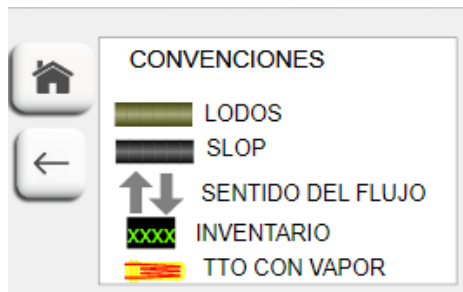 CONVENCIONES
LODOS
SLOP
SENTIDO DEL FLUJO
xxxx INVENTARIO
TTO CON VAPOR